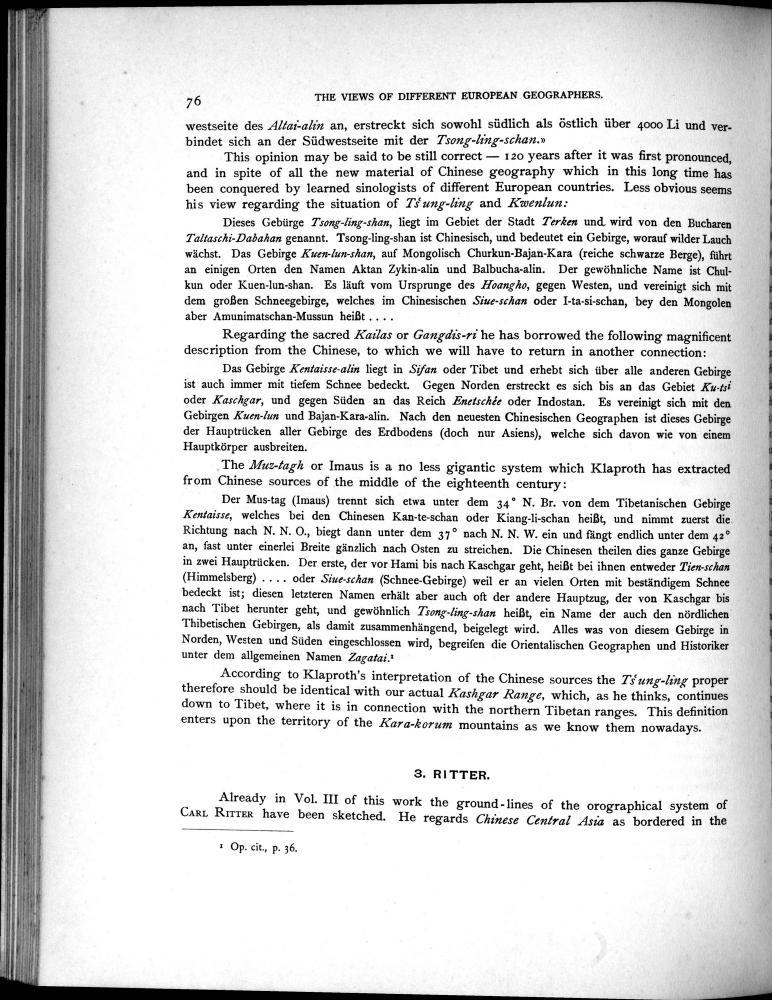 76
THE VIEWS OF DIFFERENT EUROPEAN GEOGRAPHERS.
westseite des Altai-alin an, erstreckt sich sowohl südlich als östlich über 4000 Li und ver-
bindet sich an der Südwestseite mit der Tsong-ling-schan.»
This opinion may be said to be still correct — 120 years after it was first pronounced,
and in spite of all the new material of Chinese geography which in this long time has
been conquered by learned sinologists of different European countries. Less obvious seems
his view regarding the situation of Tś'ung-ling and Kwenlun:
Dieses Gebürge Tsong-ling-shan, liegt im Gebiet der Stadt Terken und wird von den Bucharen
Taltaschi-Dabahan genannt. Tsong-ling-shan ist Chinesisch, und bedeutet ein Gebirge, worauf wilder Lauch
wächst. Das Gebirge Kuen-lun-shan, auf Mongolisch Churkun-Bajan-Kara (reiche schwarze Berge), führt
an einigen Orten den Namen Aktan Zykin-alin und Balbucha-alin. Der gewöhnliche Name ist Chul-
kun oder Kuen-lun-shan. Es läuft vom Ursprunge des Hoangho, gegen Westen, und vereinigt sich mit
dem großen Schneegebirge, welches im Chinesischen Siue-schan oder I-ta-si-schan, bey den Mongolen
aber Amunimatschan-Mussun heißt . . . .
Regarding the sacred Kailas or Gangdis-ri he has borrowed the following magnificent
description from the Chinese, to which we will have to return in another connection:
Das Gebirge Kentaisse-alin liegt in Sifan oder Tibet und erhebt sich über alle anderen Gebirge
ist auch immer mit tiefem Schnee bedeckt. Gegen Norden erstreckt es sich bis an das Gebiet Ku-tsi
oder Kaschgar, und gegen Süden an das Reich Enetschée oder Indostan. Es vereinigt sich mit den
Gebirgen Kuen-lun und Bajan-Kara-alin. Nach den neuesten Chinesischen Geographen ist dieses Gebirge
der Hauptrücken aller Gebirge des Erdbodens (doch nur Asiens), welche sich davon wie von einem
Hauptkörper ausbreiten.
The Muz-tagh or Imaus is a no less gigantic system which Klaproth has extracted
from Chinese sources of the middle of the eighteenth century:
Der Mus-tag (Imaus) trennt sich etwa unter dem 34° N. Br. von dem Tibetanischen Gebirge
Kentaisse, welches bei den Chinesen Kan-te-schan oder Kiang-li-schan heißt, und nimmt zuerst die
Richtung nach N. N. O., biegt dann unter dem 37° nach N. N. W. ein und fängt endlich unter dem 42°
an, fast unter einerlei Breite gänzlich nach Osten zu streichen. Die Chinesen theilen dies ganze Gebirge
in zwei Hauptrücken. Der erste, der vor Hami bis nach Kaschgar geht, heißt bei ihnen entweder Tien-schan
(Himmelsberg) . . . . oder Siue-schan (Schnee-Gebirge) weil er an vielen Orten mit beständigem Schnee
bedeckt ist; diesen letzteren Namen erhält aber auch oft der andere Hauptzug, der von Kaschgar bis
nach Tibet herunter geht, und gewöhnlich Tsong-ling-shan heißt, ein Name der auch den nördlichen
Thibetischen Gebirgen, als damit zusammenhängend, beigelegt wird. Alles was von diesem Gebirge in
Norden, Westen und Süden eingeschlossen wird, begreifen die Orientalischen Geographen und Historiker
unter dem allgemeinen Namen Zagatai.¹
According to Klaproth's interpretation of the Chinese sources the Tś'ung-ling proper
therefore should be identical with our actual Kashgar Range, which, as he thinks, continues
down to Tibet, where it is in connection with the northern Tibetan ranges. This definition
enters upon the territory of the Kara-korum mountains as we know them nowadays.
3. RITTER.
Already in Vol. III of this work the ground-lines of the orographical system of
CARL RITTER have been sketched. He regards Chinese Central Asia as bordered in the
¹ Op. cit., p. 36.